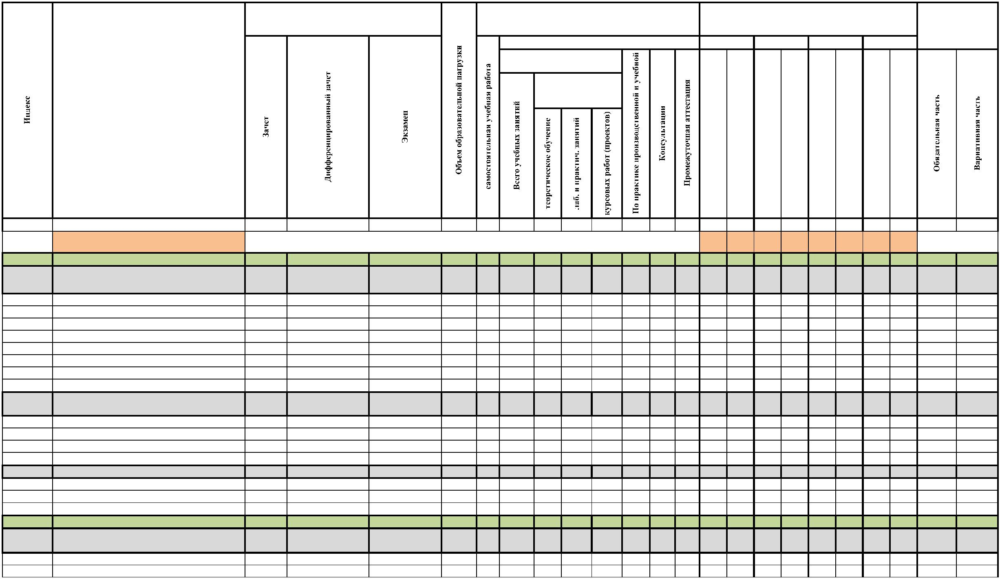 Индекс
Зачет
Дифференцированный зачет
Экзамен
Объем образовательной нагрузки
самостоятельная учебная работа
Всего учебных занятий
теоретическое обучение
лаб. и практич. занятий
курсовых работ (проектов)
По практике производственной и учебной
Консультации
Промежуточная аттестация
Обязательная часть
Вариативная часть